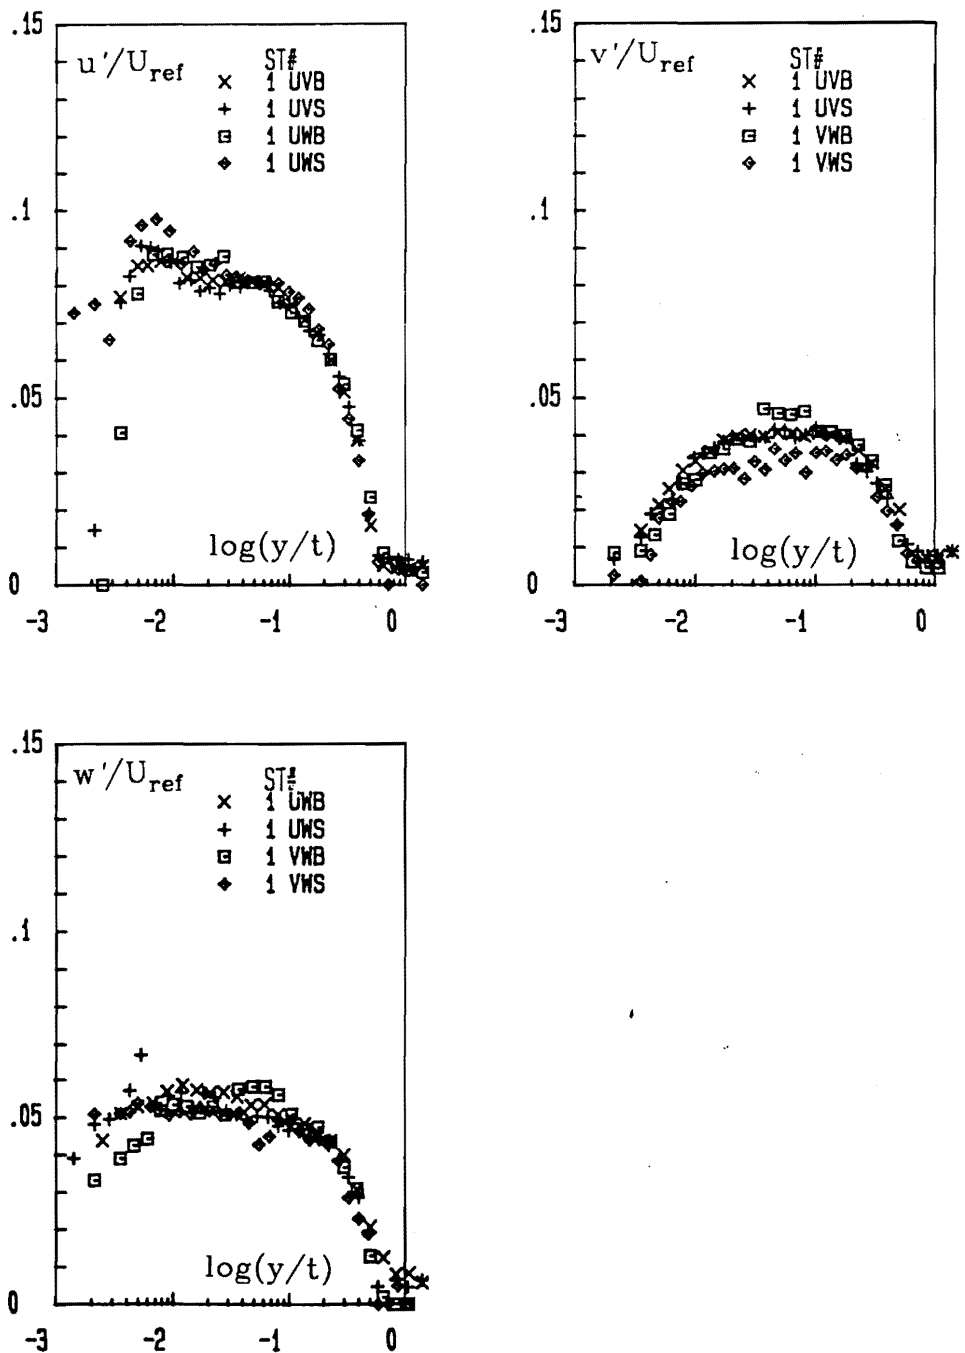 .15
u'/U_ref
ST#
× 1 UVB
+ 1 UVS
1 UWB
1 UWS
.1
.05
0
log(y/t)
-3 -2 -1 0
.15
v'/U_ref
ST#
× 1 UVB
+ 1 UVS
1 VWB
1 VWS
.1
.05
0
log(y/t)
-3 -2 -1 0
.15
w'/U_ref
ST#
× 1 UWB
+ 1 UWS
1 VWB
1 VWS
.1
.05
0
log(y/t)
-3 -2 -1 0